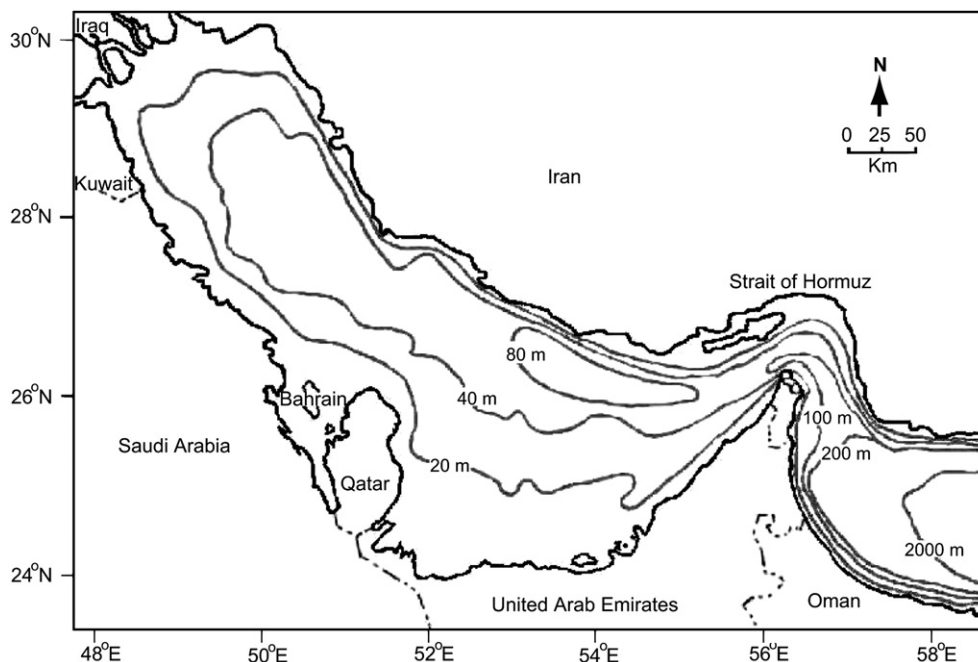 30°N
Iraq
N
0 25 50
Km
Kuwait
Iran
28°N
Strait of Hormuz
80 m
Bahrain
40 m
26°N
100 m
Saudi Arabia
20 m
200 m
Qatar
2000 m
24°N
United Arab Emirates
Oman
48°E 50°E 52°E 54°E 56°E 58°E